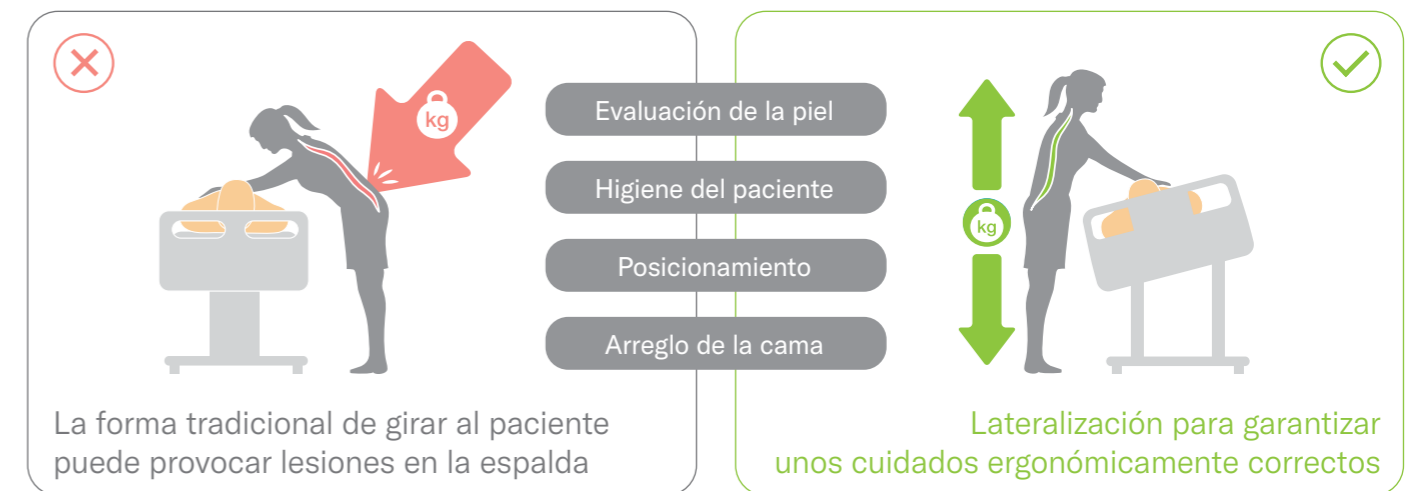 kg
Evaluación de la piel
Higiene del paciente
Posicionamiento
Arreglo de la cama
kg
La forma tradicional de girar al paciente
puede provocar lesiones en la espalda
Lateralización para garantizar
unos cuidados ergonómicamente correctos